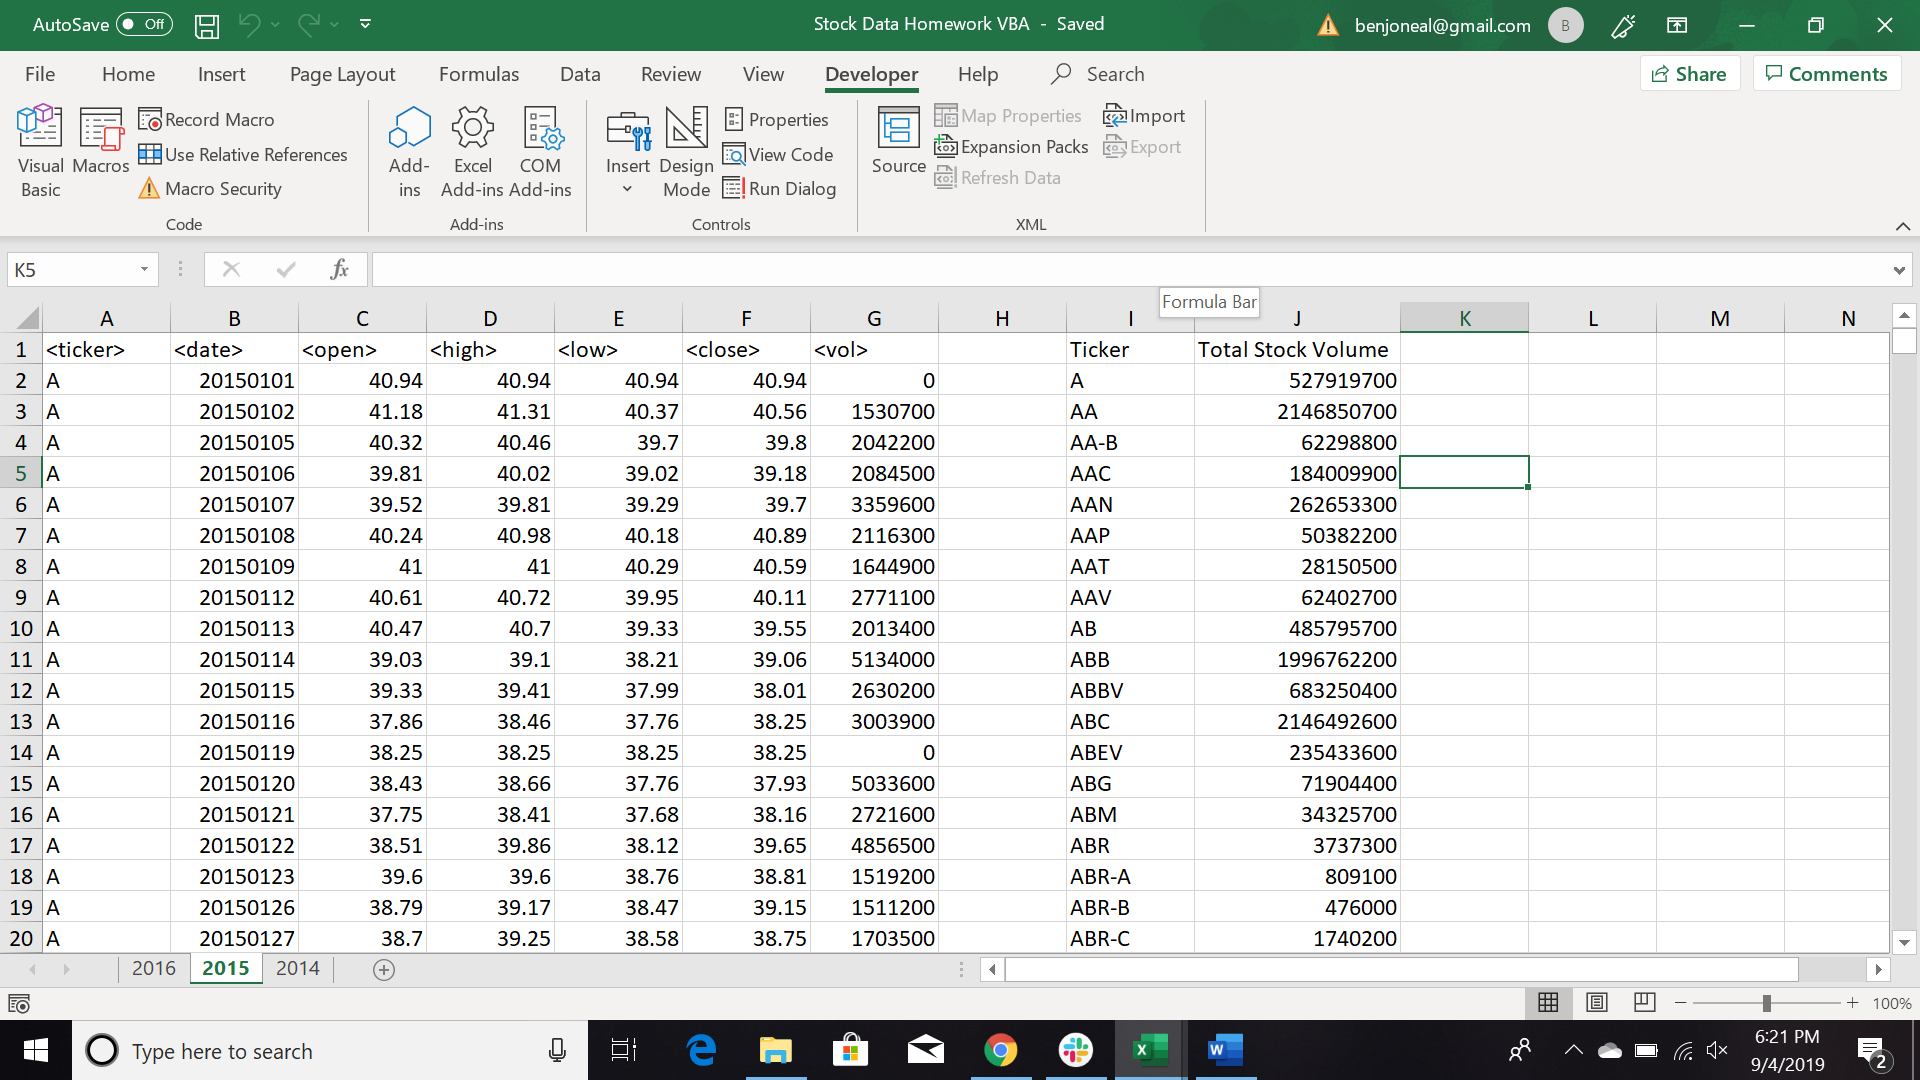 AutoSave Off Stock Data Homework VBA - Saved benjoneal@gmail.com B
File Home Insert Page Layout Formulas Data Review View Developer Help Search Share Comments
Visual Basic
Macros
Record Macro
Use Relative References
Macro Security
Code
Add-ins
Excel Add-ins
COM Add-ins
Add-ins
Insert
Design Mode
Properties
View Code
Run Dialog
Controls
Source
Map Properties
Expansion Packs
Refresh Data
Import
Export
XML
K5 fx
Formula Bar
A B C D E F G H I J K L M N
1 <ticker> <date> <open> <high> <low> <close> <vol> Ticker Total Stock Volume
2 A 20150101 40.94 40.94 40.94 40.94 0 A 527919700
3 A 20150102 41.18 41.31 40.37 40.56 1530700 AA 2146850700
4 A 20150105 40.32 40.46 39.7 39.8 2042200 AA-B 62298800
5 A 20150106 39.81 40.02 39.02 39.18 2084500 AAC 184009900
6 A 20150107 39.52 39.81 39.29 39.7 3359600 AAN 262653300
7 A 20150108 40.24 40.98 40.18 40.89 2116300 AAP 50382200
8 A 20150109 41 41 40.29 40.59 1644900 AAT 28150500
9 A 20150112 40.61 40.72 39.95 40.11 2771100 AAV 62402700
10 A 20150113 40.47 40.7 39.33 39.55 2013400 AB 485795700
11 A 20150114 39.03 39.1 38.21 39.06 5134000 ABB 1996762200
12 A 20150115 39.33 39.41 37.99 38.01 2630200 ABBV 683250400
13 A 20150116 37.86 38.46 37.76 38.25 3003900 ABC 2146492600
14 A 20150119 38.25 38.25 38.25 38.25 0 ABEV 235433600
15 A 20150120 38.43 38.66 37.76 37.93 5033600 ABG 71904400
16 A 20150121 37.75 38.41 37.68 38.16 2721600 ABM 34325700
17 A 20150122 38.51 39.86 38.12 39.65 4856500 ABR 3737300
18 A 20150123 39.6 39.6 38.76 38.81 1519200 ABR-A 809100
19 A 20150126 38.79 39.17 38.47 39.15 1511200 ABR-B 476000
20 A 20150127 38.7 39.25 38.58 38.75 1703500 ABR-C 1740200
2016 2015 2014
100%
Type here to search
6:21 PM
9/4/2019
2